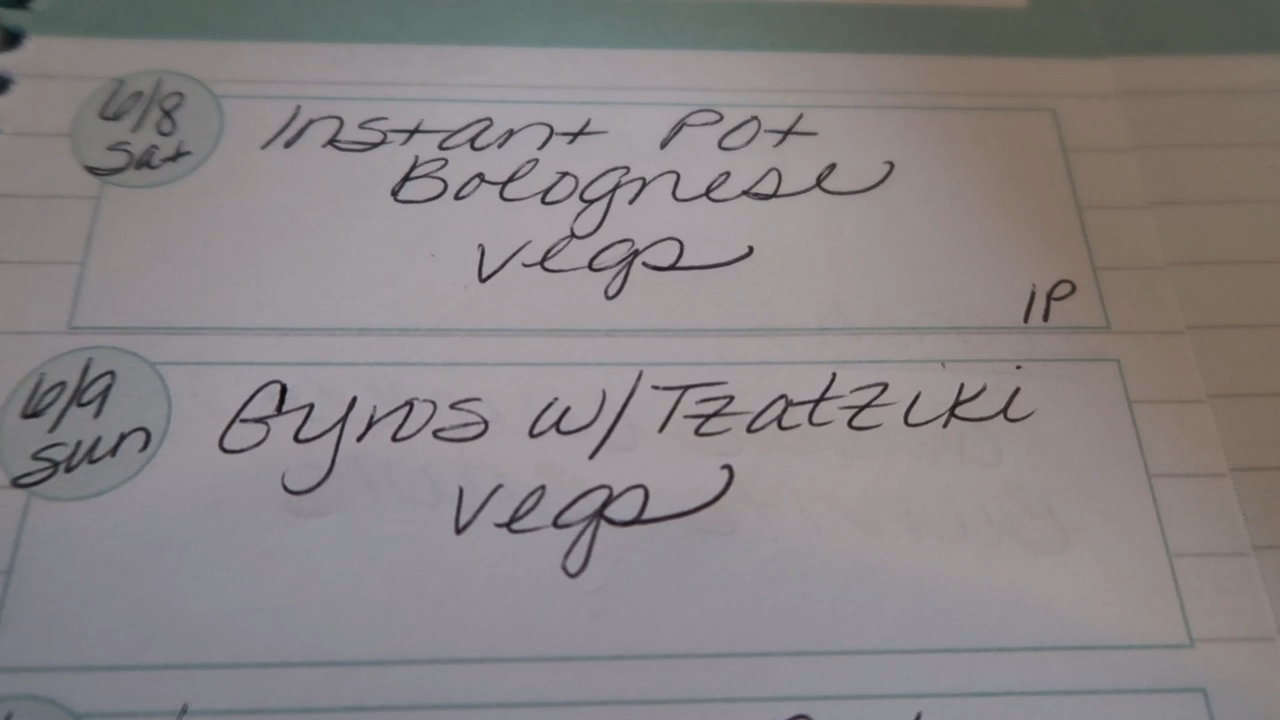 6/8
Sat
Instant Pot
Bolognese
vegs
IP
6/9
sun
Gyros w/Tzatziki
vegs